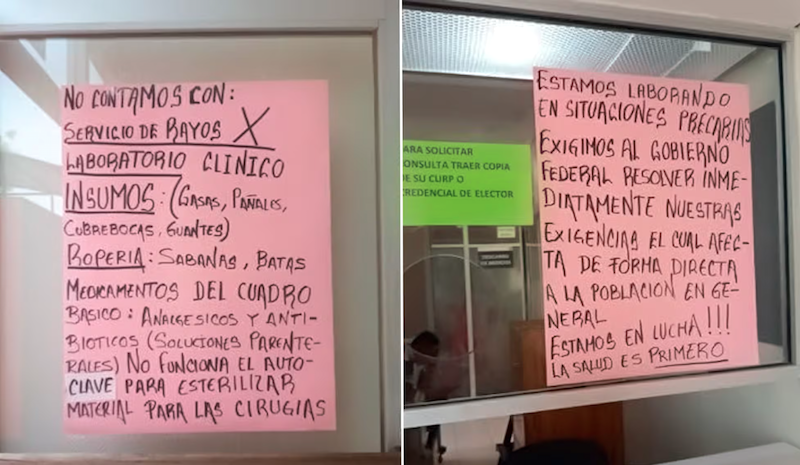 NO CONTAMOS CON:
SERVICIO DE RAYOS X
LABORATORIO CLINICO
INSUMOS: (GASAS, PAÑALES,
CUBREBOCAS, GUANTES)
ROPERIA: SABANAS, BATAS
MEDICAMENTOS DEL CUADRO
BASICO: ANALGESICOS Y ANTI-
BIOTICOS (SOLUCIONES PARENTE-
RALES) NO FUNCIONA EL AUTO-
CLAVE PARA ESTERILIZAR
MATERIAL PARA LAS CIRUGIAS
ARA SOLICITAR
ONSULTA TRAER COPIA
E SU CURP O
CREDENCIAL DE ELECTOR
ESTAMOS LABORANDO
EN SITUACIONES PRECARIAS
EXIGIMOS AL GOBIERNO
FEDERAL RESOLVER INME-
DIATAMENTE NUESTRAS
EXIGENCIAS EL CUAL AFEC-
TA DE FORMA DIRECTA
A LA POBLACION EN GE-
NERAL
ESTAMOS EN LUCHA!!!
LA SALUD ES PRIMERO